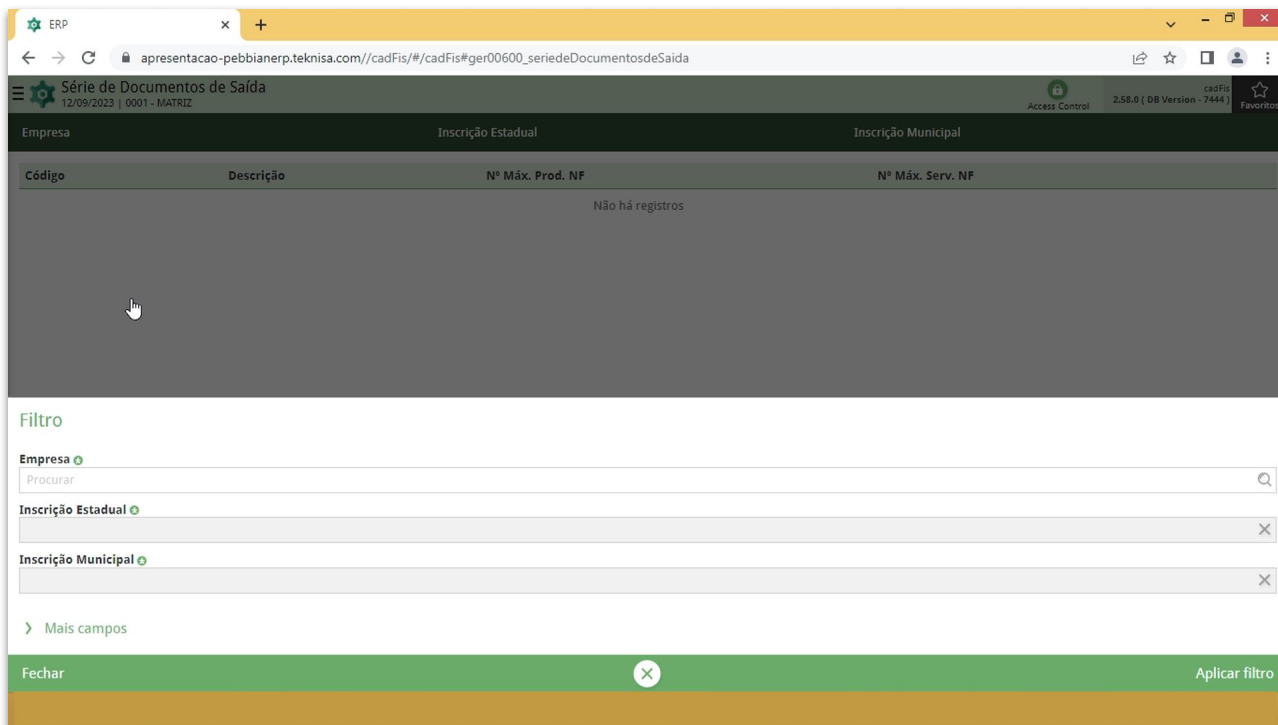 ERP
apresentacao-pebbianerp.teknisa.com//cadFis/#/cadFis#ger00600_seriedeDocumentosdeSaida
Série de Documentos de Saída
12/09/2023 | 0001 - MATRIZ
Access Control
cadFis
2.58.0 ( DB Version - 7444 )
Favoritos
Empresa Inscrição Estadual Inscrição Municipal
Código Descrição Nº Máx. Prod. NF Nº Máx. Serv. NF
Não há registros
Filtro
Empresa
Procurar
Inscrição Estadual
Inscrição Municipal
Mais campos
Fechar Aplicar filtro